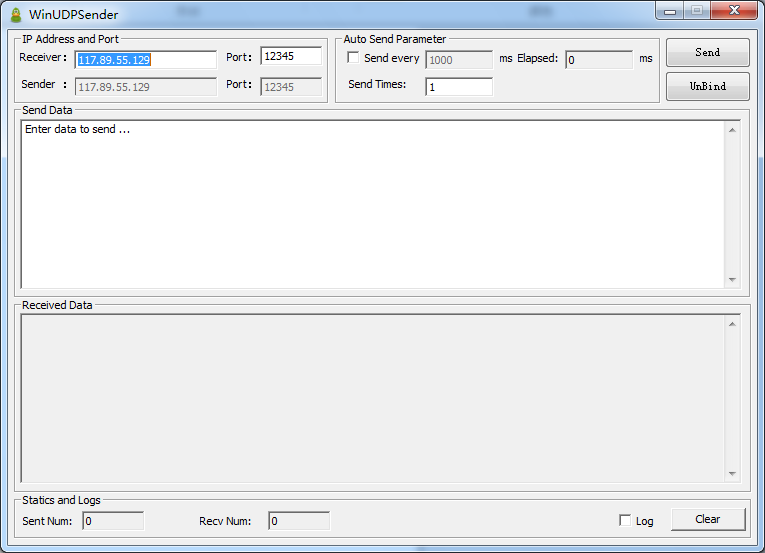 WinUDPSender
IP Address and Port
Receiver: 117.89.55.129 Port: 12345
Sender : 117.89.55.129 Port: 12345
Auto Send Parameter
Send every 1000 ms Elapsed: 0 ms
Send Times: 1
Send
UnBind
Send Data
Enter data to send ...
Received Data
Statics and Logs
Sent Num: 0 Recv Num: 0 Log Clear